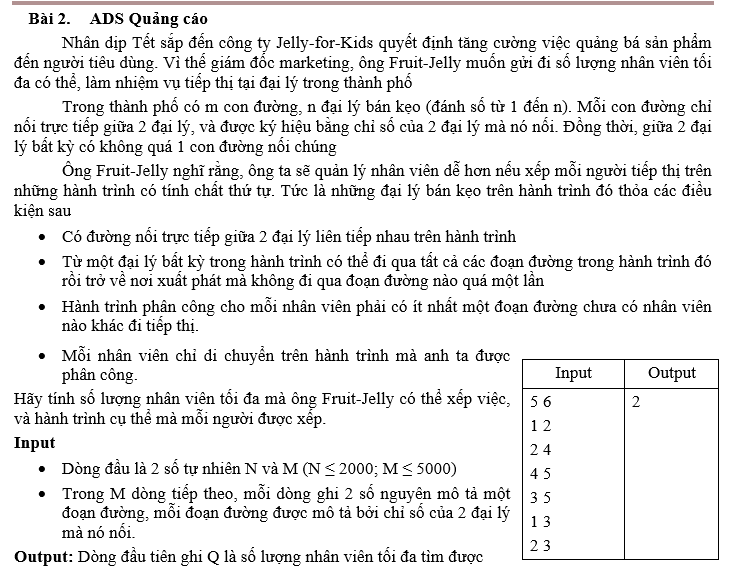 Bài 2. ADS Quảng cáo
Nhân dịp Tết sắp đến công ty Jelly-for-Kids quyết định tăng cường việc quảng bá sản phẩm
đến người tiêu dùng. Vì thế giám đốc marketing, ông Fruit-Jelly muốn gửi đi số lượng nhân viên tối
đa có thể, làm nhiệm vụ tiếp thị tại đại lý trong thành phố
Trong thành phố có m con đường, n đại lý bán kẹo (đánh số từ 1 đến n). Mỗi con đường chỉ
nối trực tiếp giữa 2 đại lý, và được ký hiệu bằng chỉ số của 2 đại lý mà nó nối. Đồng thời, giữa 2 đại
lý bất kỳ có không quá 1 con đường nối chúng
Ông Fruit-Jelly nghĩ rằng, ông ta sẽ quản lý nhân viên dễ hơn nếu xếp mỗi người tiếp thị trên
những hành trình có tính chất thứ tự. Tức là những đại lý bán kẹo trên hành trình đó thỏa các điều
kiện sau
• Có đường nối trực tiếp giữa 2 đại lý liên tiếp nhau trên hành trình
• Từ một đại lý bất kỳ trong hành trình có thể đi qua tất cả các đoạn đường trong hành trình đó
rồi trở về nơi xuất phát mà không đi qua đoạn đường nào quá một lần
• Hành trình phân công cho mỗi nhân viên phải có ít nhất một đoạn đường chưa có nhân viên
nào khác đi tiếp thị.
• Mỗi nhân viên chỉ di chuyển trên hành trình mà anh ta được
phân công.
Hãy tính số lượng nhân viên tối đa mà ông Fruit-Jelly có thể xếp việc,
và hành trình cụ thể mà mỗi người được xếp.
Input
• Dòng đầu là 2 số tự nhiên N và M (N ≤ 2000; M ≤ 5000)
• Trong M dòng tiếp theo, mỗi dòng ghi 2 số nguyên mô tả một
đoạn đường, mỗi đoạn đường được mô tả bởi chỉ số của 2 đại lý
mà nó nối.
Output: Dòng đầu tiên ghi Q là số lượng nhân viên tối đa tìm được
Input Output
5 6 2
1 2
2 4
4 5
3 5
1 3
2 3